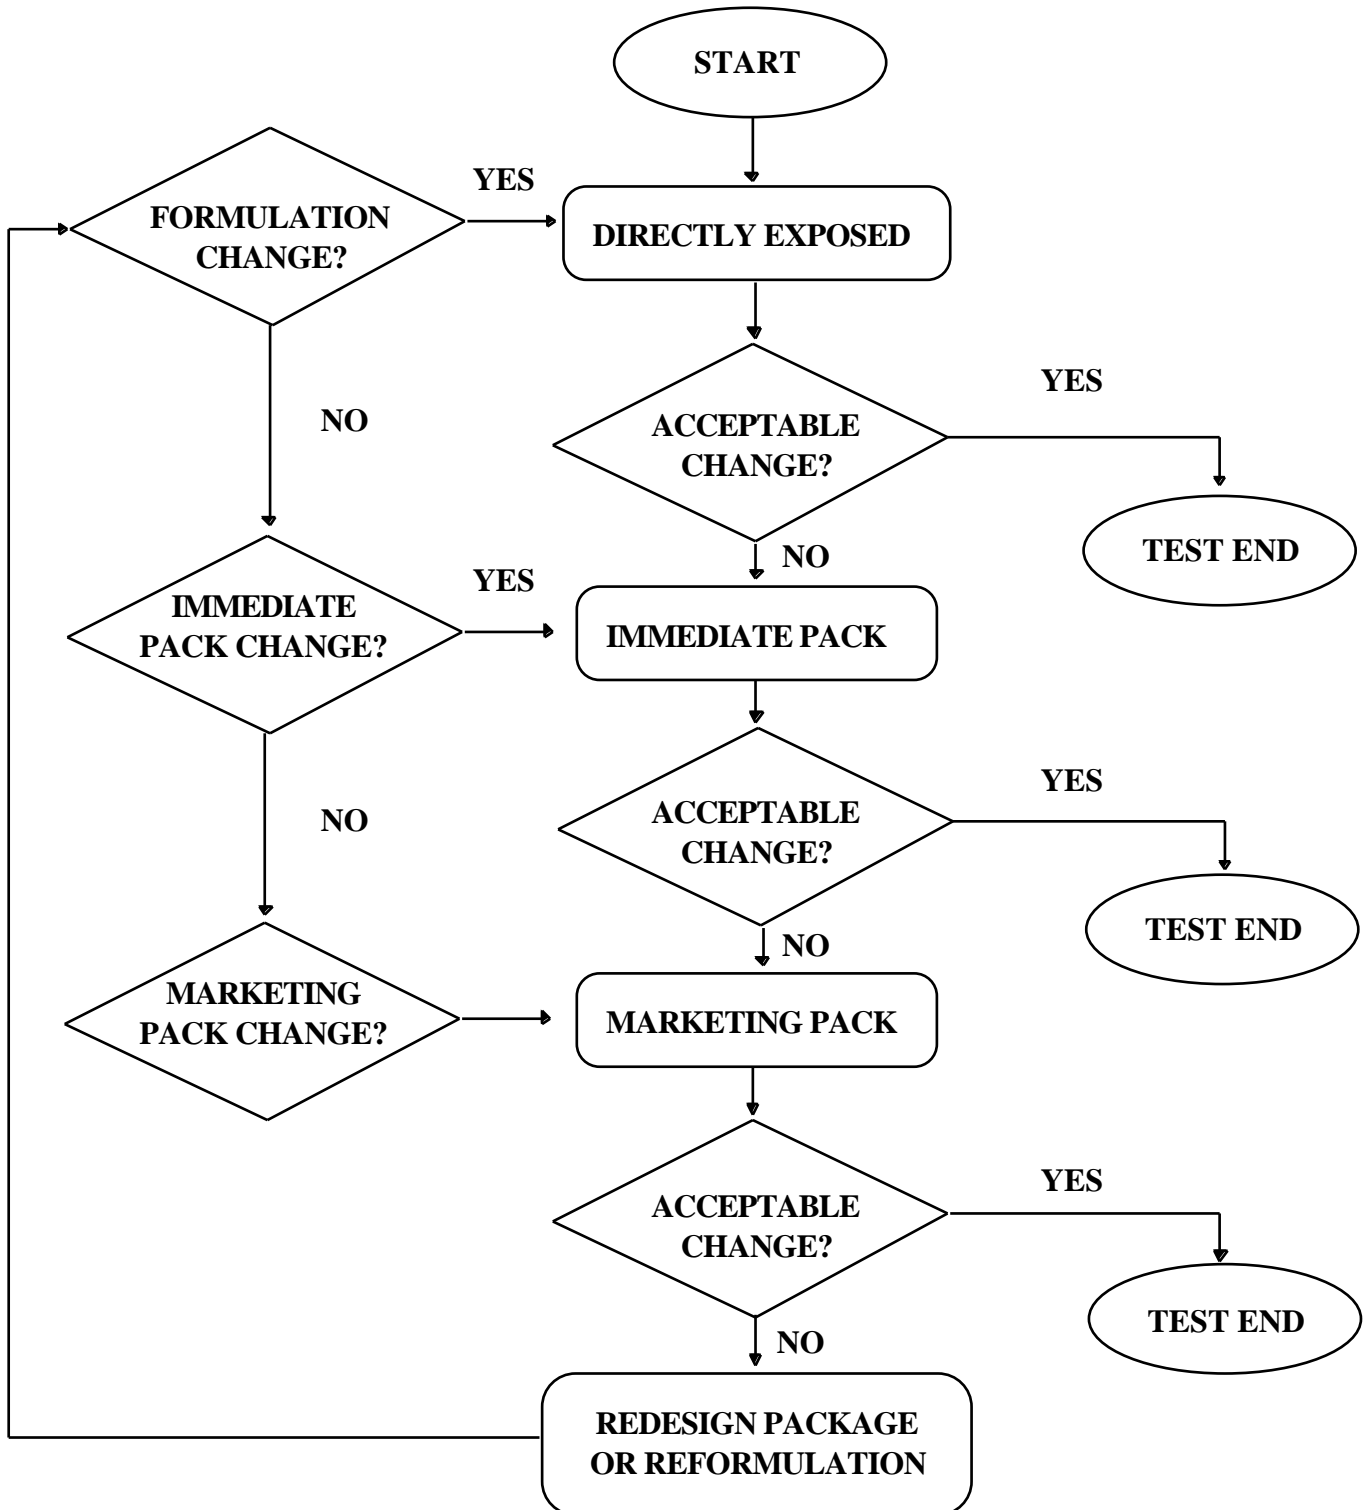 START
YES
FORMULATION
CHANGE?
DIRECTLY EXPOSED
YES
NO
ACCEPTABLE
CHANGE?
TEST END
NO
YES
IMMEDIATE
PACK CHANGE?
IMMEDIATE PACK
YES
NO
ACCEPTABLE
CHANGE?
TEST END
NO
MARKETING
PACK CHANGE?
MARKETING PACK
YES
ACCEPTABLE
CHANGE?
TEST END
NO
REDESIGN PACKAGE
OR REFORMULATION